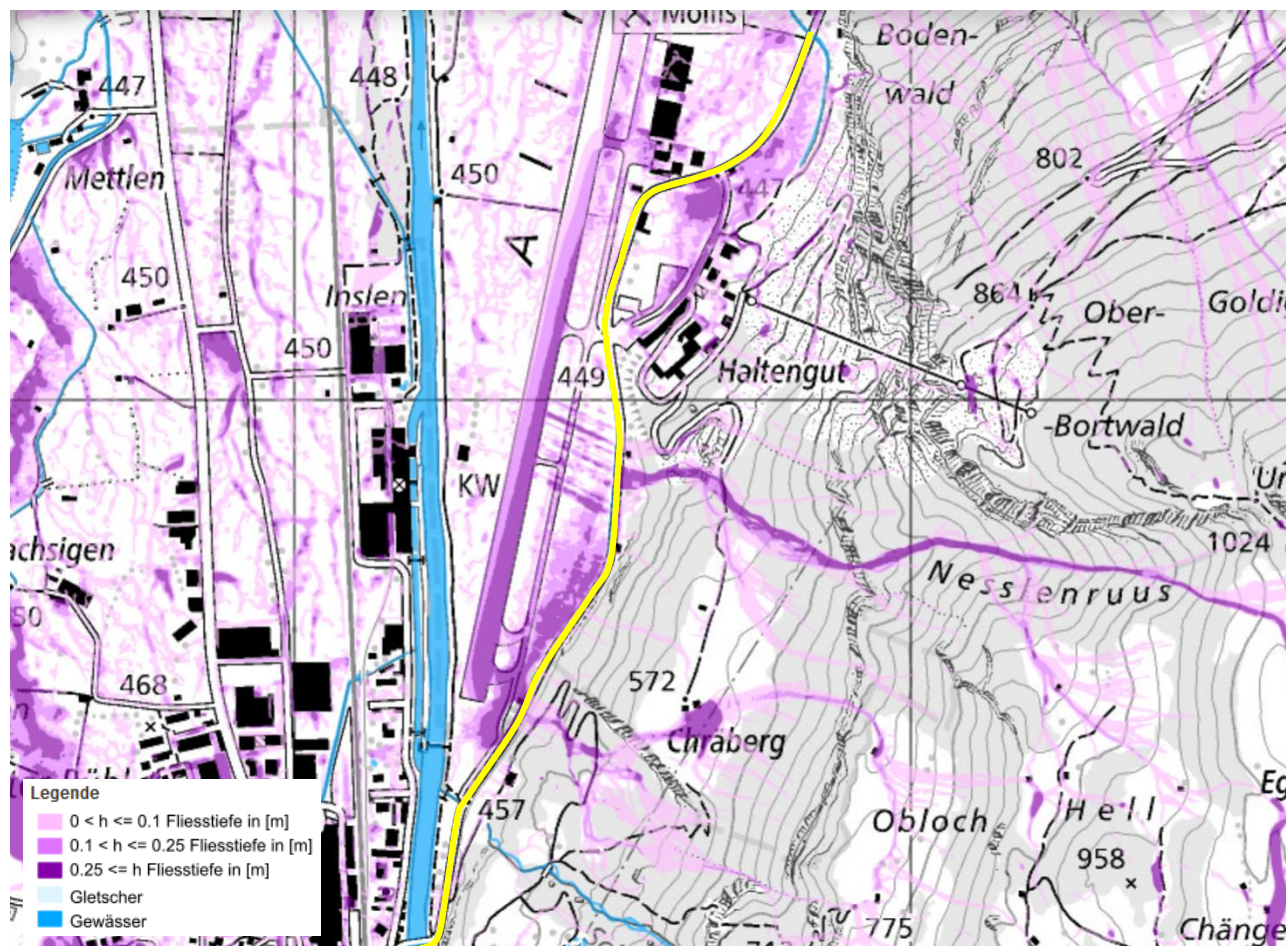 Mollis
Boden-
wald
447
448
802
450
Mettlen
447
A
450
Inslen
864
Ober-
Goldi
450
449
Haltengut
-Bortwald
KW
Ur
achsigen
1024
Nesslenruus
50
468
572
Chraberg
457
Obloch
Hell
Eg
958
775
Chänge
Legende
0 < h <= 0.1 Fliesstiefe in [m]
0.1 < h <= 0.25 Fliesstiefe in [m]
0.25 <= h Fliesstiefe in [m]
Gletscher
Gewässer